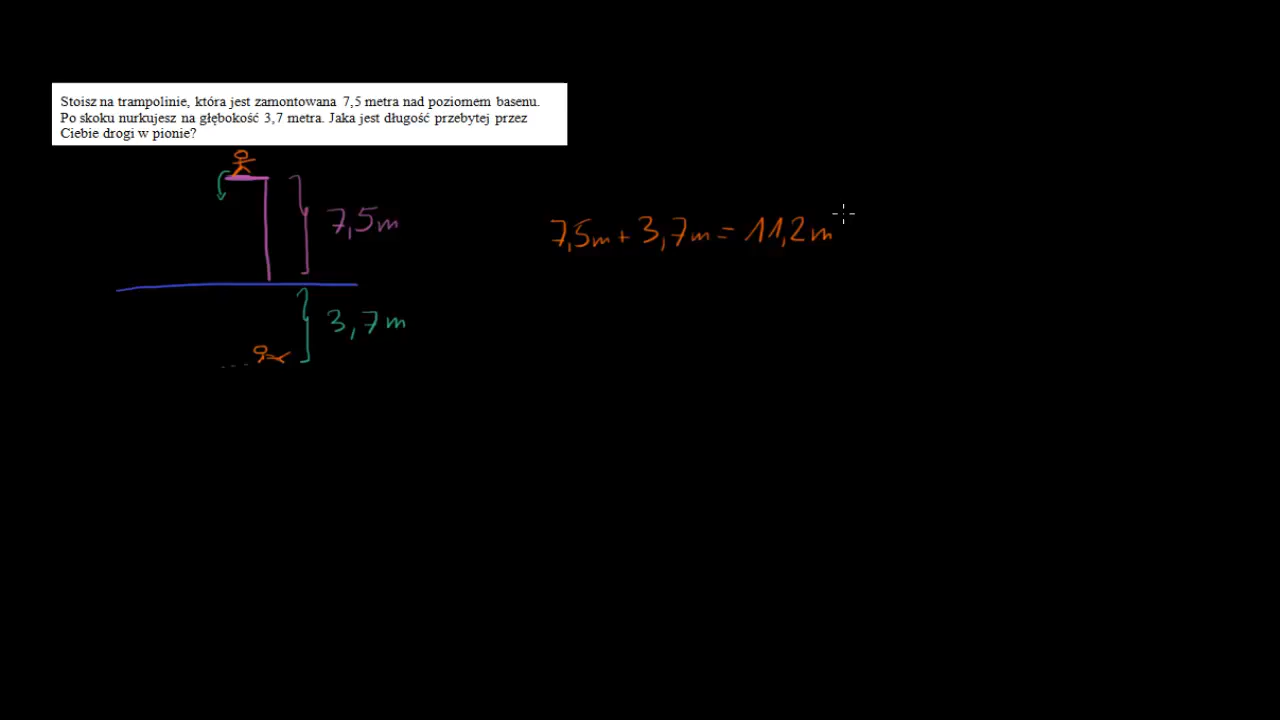 Stoisz na trampolinie, która jest zamontowana 7,5 metra nad poziomem basenu.
Po skoku nurkujesz na głębokość 3,7 metra. Jaka jest długość przebytej przez
Ciebie drogi w pionie?
7,5m
7,5m + 3,7m = 11,2m
3,7m